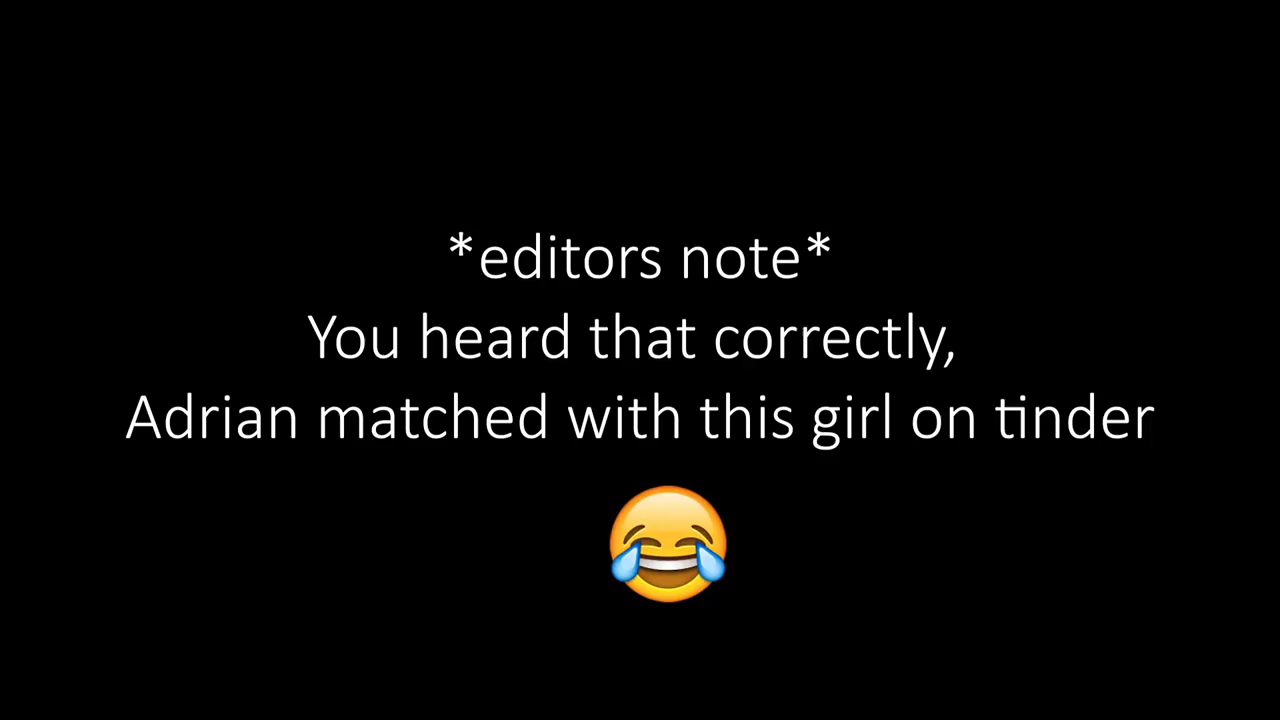 *editors note*
You heard that correctly,
Adrian matched with this girl on tinder